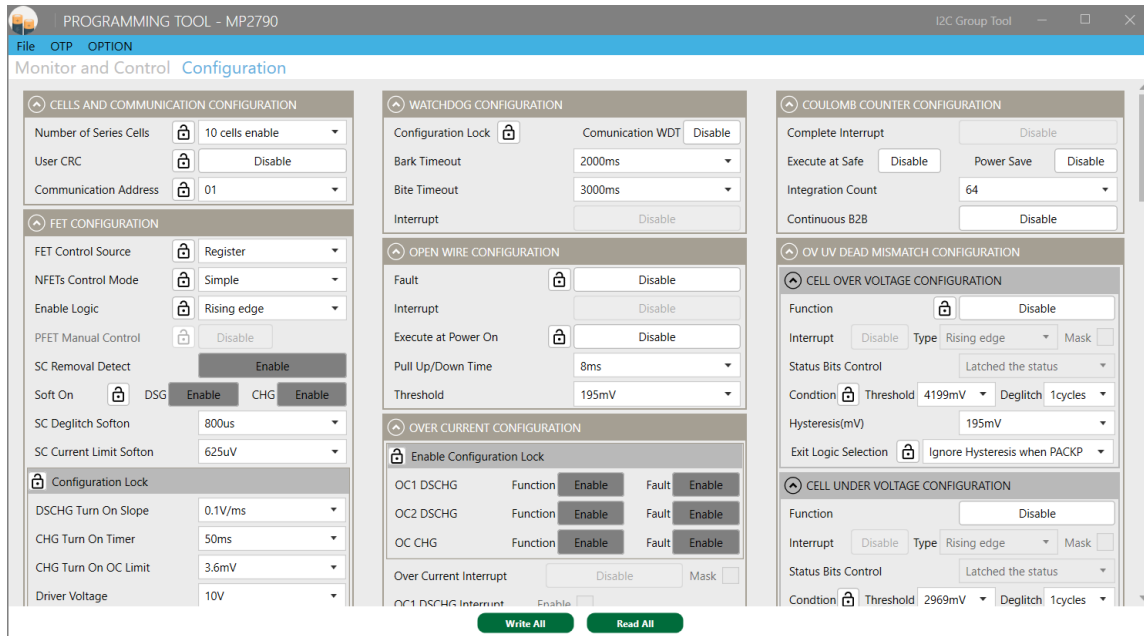 PROGRAMMING TOOL - MP2790
I2C Group Tool
File OTP OPTION
Monitor and Control Configuration
CELLS AND COMMUNICATION CONFIGURATION
Number of Series Cells 10 cells enable
User CRC Disable
Communication Address 01
FET CONFIGURATION
FET Control Source Register
NFETs Control Mode Simple
Enable Logic Rising edge
PFET Manual Control Disable
SC Removal Detect Enable
Soft On DSG Enable CHG Enable
SC Deglitch Softon 800us
SC Current Limit Softon 625uV
Configuration Lock
DSCHG Turn On Slope 0.1V/ms
CHG Turn On Timer 50ms
CHG Turn On OC Limit 3.6mV
Driver Voltage 10V
WATCHDOG CONFIGURATION
Configuration Lock Comunication WDT Disable
Bark Timeout 2000ms
Bite Timeout 3000ms
Interrupt Disable
OPEN WIRE CONFIGURATION
Fault Disable
Interrupt Disable
Execute at Power On Disable
Pull Up/Down Time 8ms
Threshold 195mV
OVER CURRENT CONFIGURATION
Enable Configuration Lock
OC1 DSCHG Function Enable Fault Enable
OC2 DSCHG Function Enable Fault Enable
OC CHG Function Enable Fault Enable
Over Current Interrupt Disable Mask
OC1 DSCHG Interrupt Enable
COULOMB COUNTER CONFIGURATION
Complete Interrupt Disable
Execute at Safe Disable Power Save Disable
Integration Count 64
Continuous B2B Disable
OV UV DEAD MISMATCH CONFIGURATION
CELL OVER VOLTAGE CONFIGURATION
Function Disable
Interrupt Disable Type Rising edge Mask
Status Bits Control Latched the status
Condtion Threshold 4199mV Deglitch 1cycles
Hysteresis(mV) 195mV
Exit Logic Selection Ignore Hysteresis when PACKP
CELL UNDER VOLTAGE CONFIGURATION
Function Disable
Interrupt Disable Type Rising edge Mask
Status Bits Control Latched the status
Condtion Threshold 2969mV Deglitch 1cycles
Write All Read All